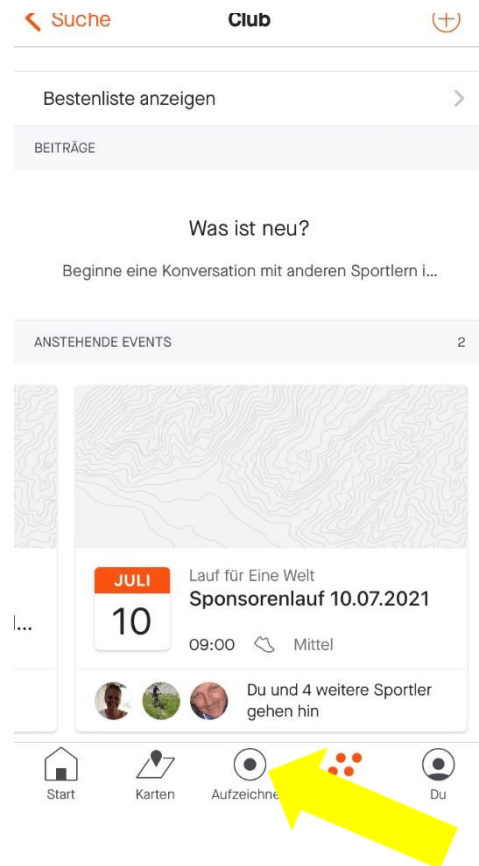 Suche
Club
Bestenliste anzeigen
BEITRÄGE
Was ist neu?
Beginne eine Konversation mit anderen Sportlern i...
ANSTEHENDE EVENTS
2
...
JULI
10
Lauf für Eine Welt
Sponsorenlauf 10.07.2021
09:00
Mittel
Du und 4 weitere Sportler
gehen hin
Start
Karten
Aufzeichne
Du